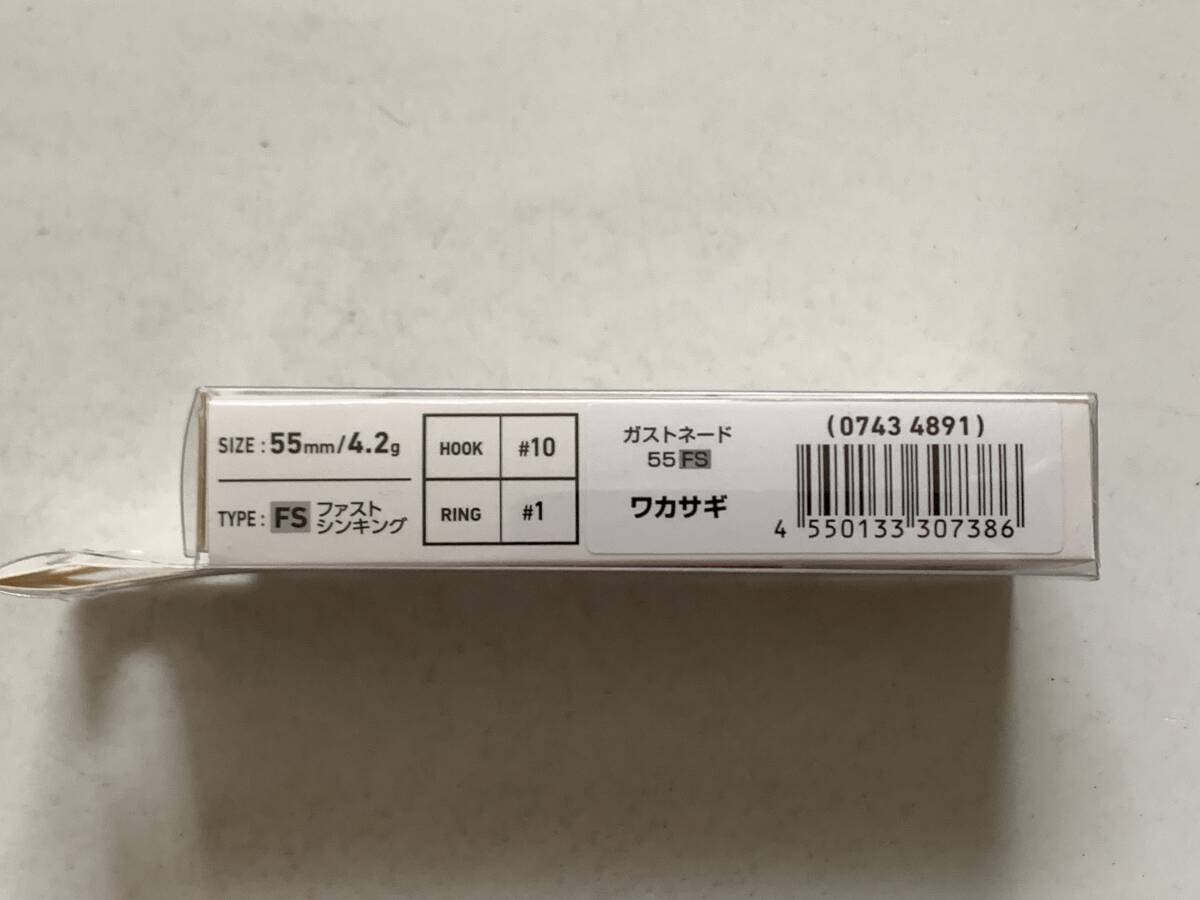 SIZE : 55mm/4.2g
TYPE : FS ファスト
シンキング
HOOK #10
RING #1
ガストネード
55 FS
ワカサギ
(0743 4891)
4 550133 307386